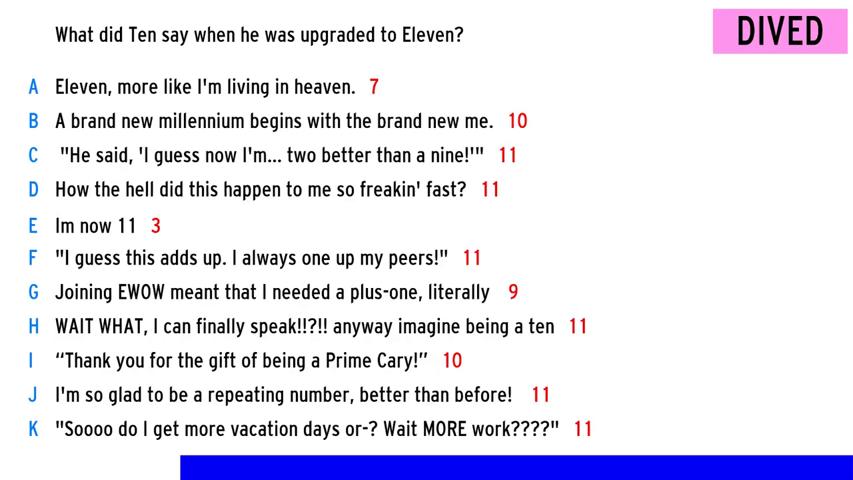 What did Ten say when he was upgraded to Eleven?
DIVED
A Eleven, more like I'm living in heaven. 7
B A brand new millennium begins with the brand new me. 10
C "He said, 'I guess now I'm... two better than a nine!'" 11
D How the hell did this happen to me so freakin' fast? 11
E Im now 11 3
F "I guess this adds up. I always one up my peers!" 11
G Joining EWOW meant that I needed a plus-one, literally 9
H WAIT WHAT, I can finally speak!!?!! anyway imagine being a ten 11
I “Thank you for the gift of being a Prime Cary!” 10
J I'm so glad to be a repeating number, better than before! 11
K "Soooo do I get more vacation days or-? Wait MORE work????" 11